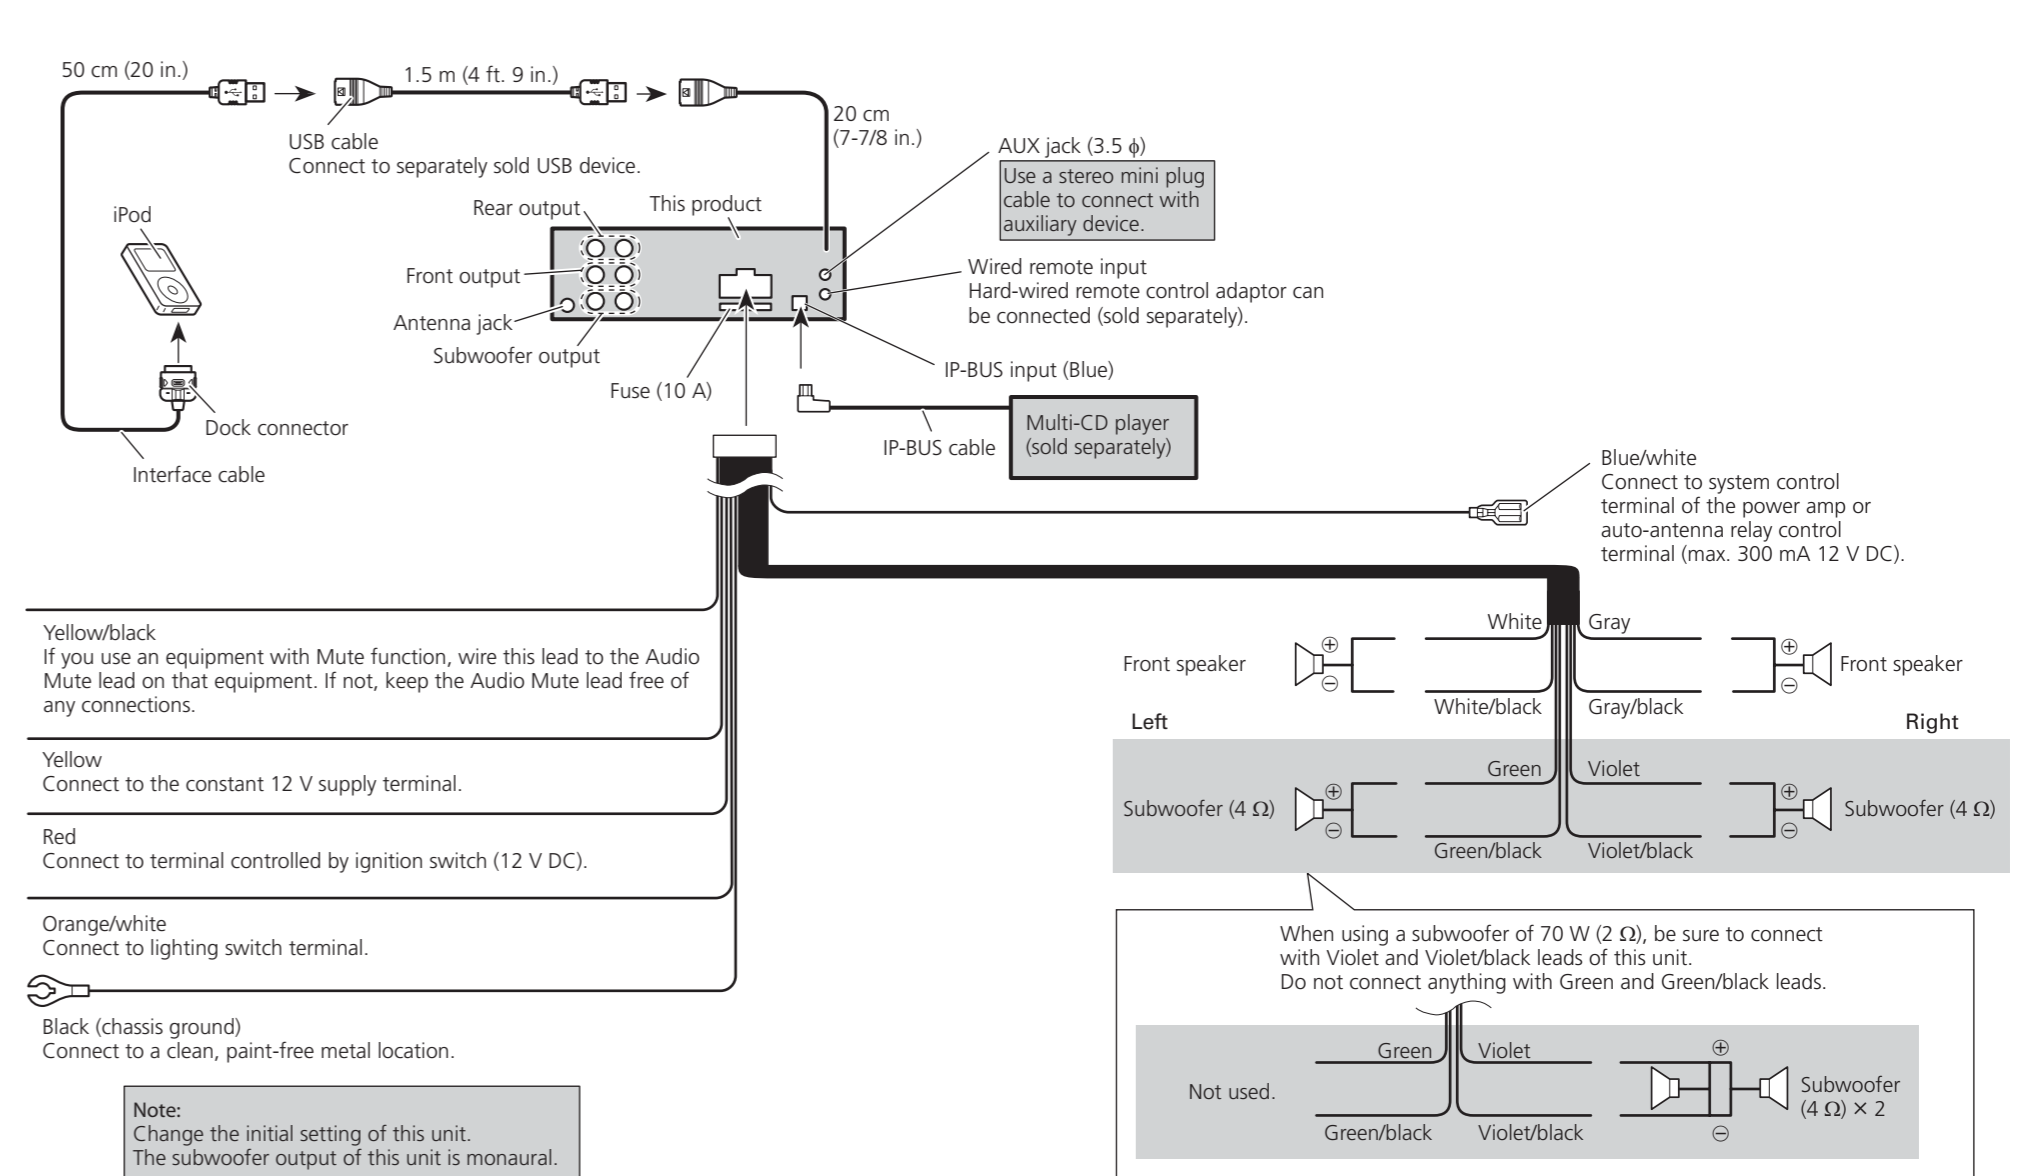 50 cm (20 in.)
1.5 m (4 ft. 9 in.)
20 cm
(7-7/8 in.)
USB cable
Connect to separately sold USB device.
AUX jack (3.5 ϕ)
Use a stereo mini plug
cable to connect with
auxiliary device.
iPod
Rear output
This product
Front output
Wired remote input
Hard-wired remote control adaptor can
be connected (sold separately).
Antenna jack
Subwoofer output
Fuse (10 A)
IP-BUS input (Blue)
Dock connector
Interface cable
IP-BUS cable
Multi-CD player
(sold separately)
Blue/white
Connect to system control
terminal of the power amp or
auto-antenna relay control
terminal (max. 300 mA 12 V DC).
Yellow/black
If you use an equipment with Mute function, wire this lead to the Audio
Mute lead on that equipment. If not, keep the Audio Mute lead free of
any connections.
Yellow
Connect to the constant 12 V supply terminal.
Red
Connect to terminal controlled by ignition switch (12 V DC).
Orange/white
Connect to lighting switch terminal.
Black (chassis ground)
Connect to a clean, paint-free metal location.
Note:
Change the initial setting of this unit.
The subwoofer output of this unit is monaural.
White
Gray
Front speaker
⊕
⊖
⊕
⊖
Front speaker
White/black
Gray/black
Left
Right
Green
Violet
Subwoofer (4 Ω)
⊕
⊖
⊕
⊖
Subwoofer (4 Ω)
Green/black
Violet/black
When using a subwoofer of 70 W (2 Ω), be sure to connect
with Violet and Violet/black leads of this unit.
Do not connect anything with Green and Green/black leads.
Green
Violet
⊕
Not used.
Subwoofer
(4 Ω) × 2
Green/black
Violet/black
⊖